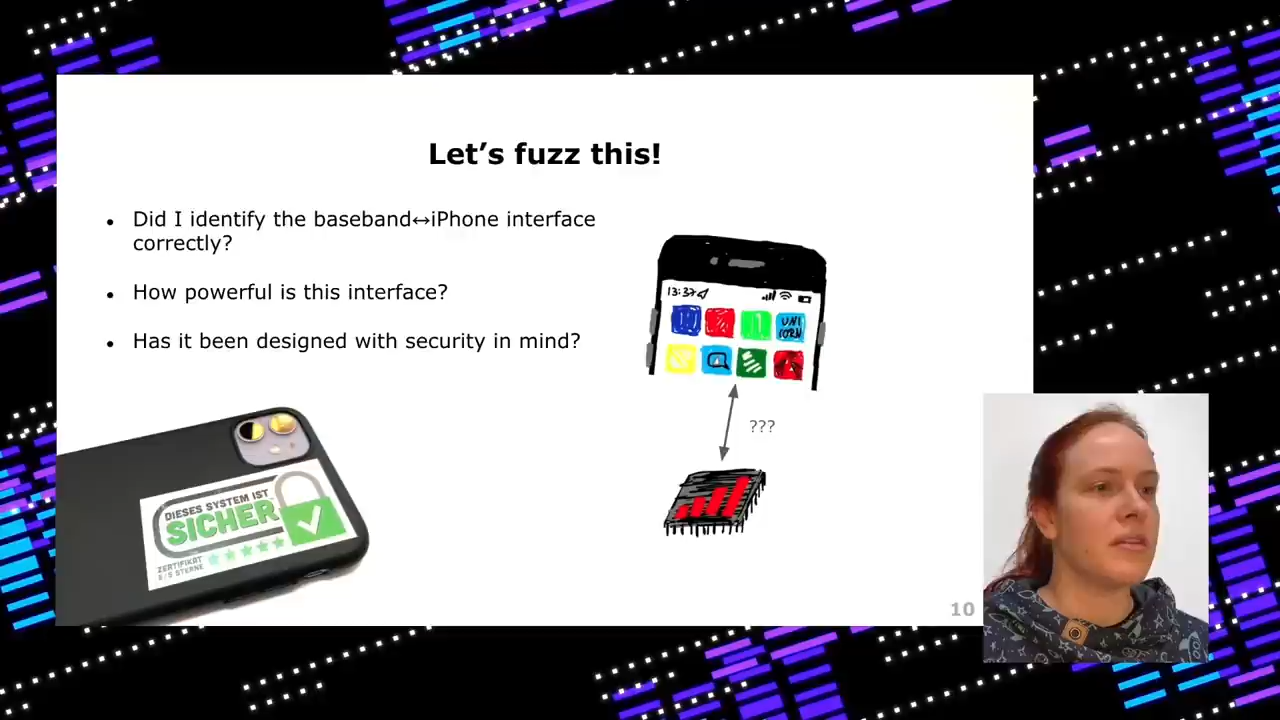 Let’s fuzz this!
● Did I identify the baseband↔iPhone interface
correctly?
● How powerful is this interface?
● Has it been designed with security in mind?
13:37
UNI
CORN
???
DIESES SYSTEM IST
SICHER
ZERTIFIKAT
5/5 STERNE
10